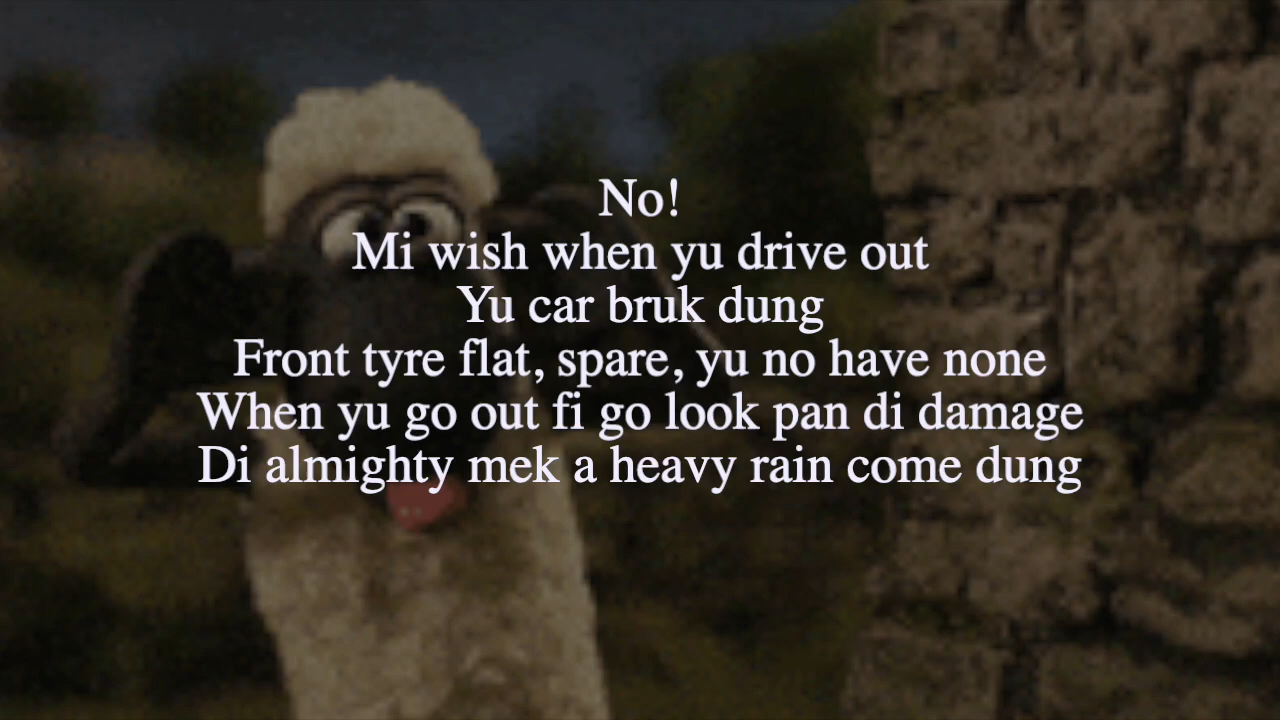 No!
Mi wish when yu drive out
Yu car bruk dung
Front tyre flat, spare, yu no have none
When yu go out fi go look pan di damage
Di almighty mek a heavy rain come dung